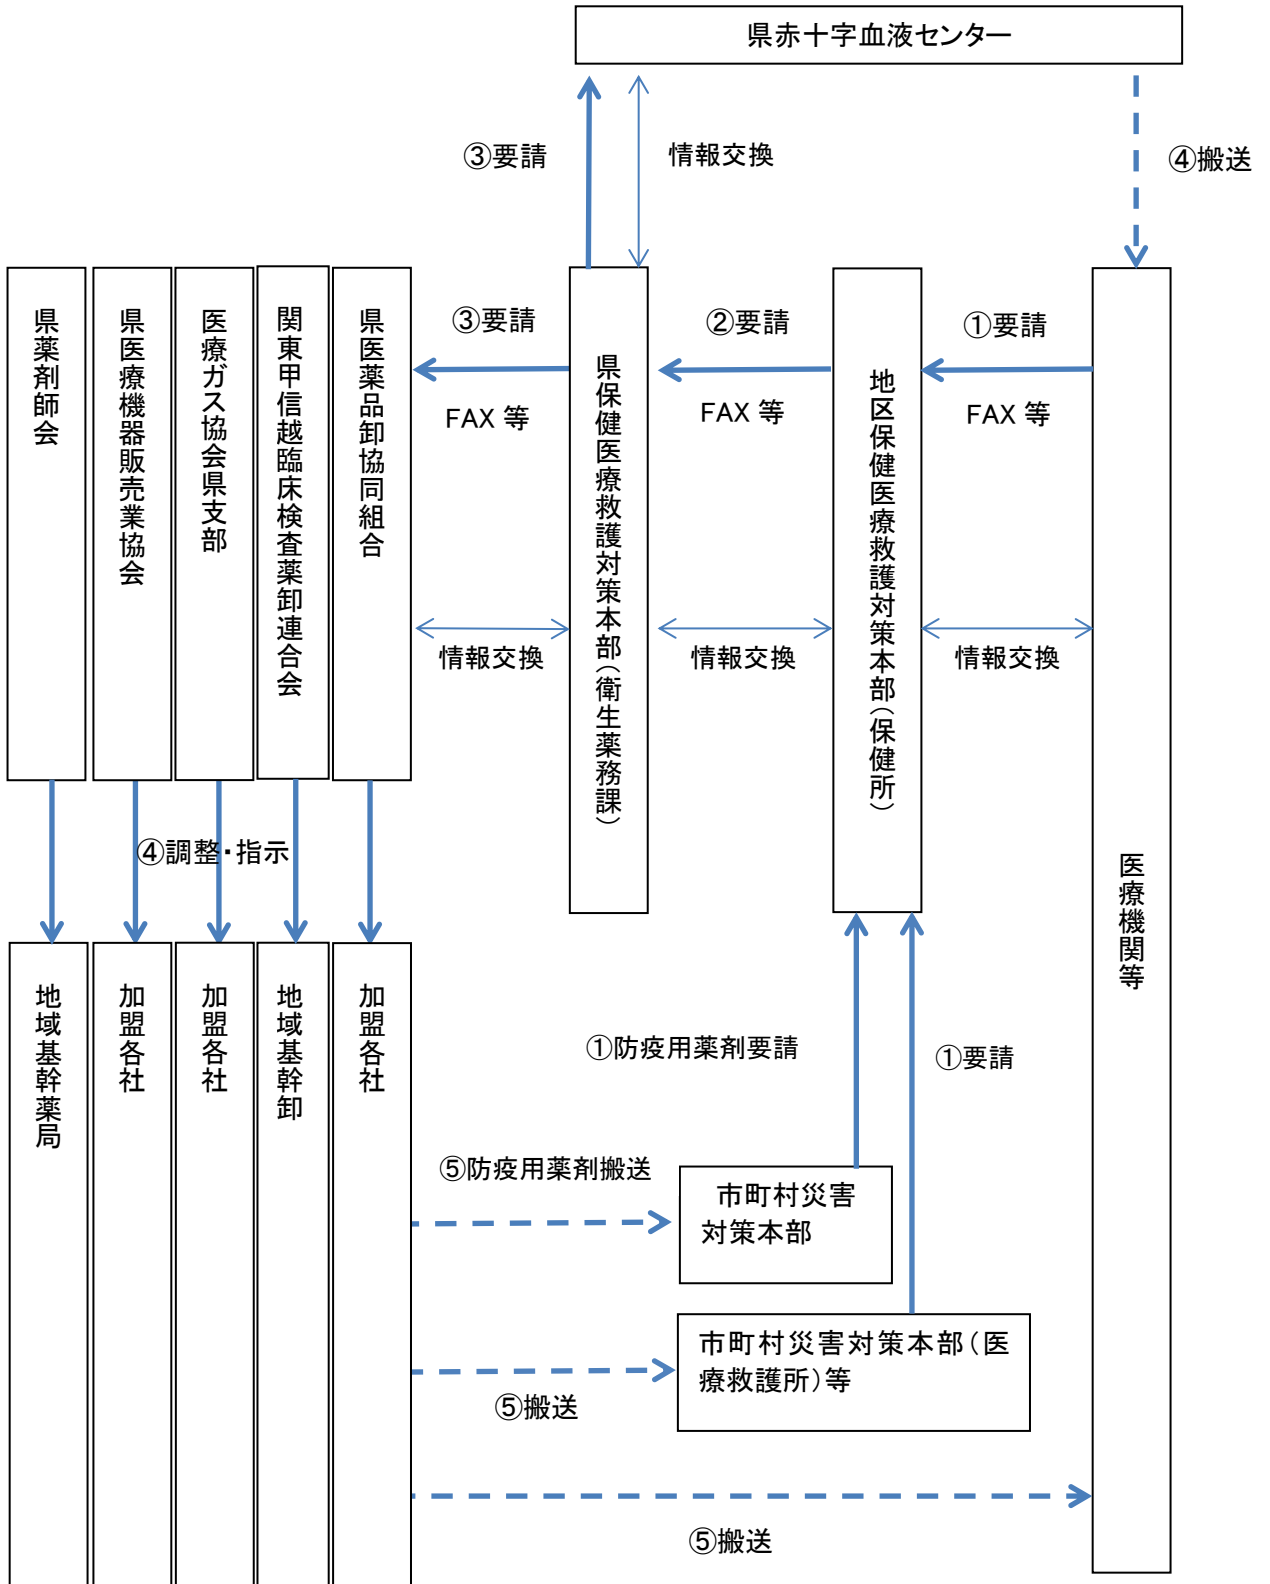 県赤十字血液センター
③要請
情報交換
④搬送
県薬剤師会
県医療機器販売業協会
医療ガス協会県支部
関東甲信越臨床検査薬卸連合会
県医薬品卸協同組合
③要請
FAX 等
情報交換
県保健医療救護対策本部（衛生薬務課）
②要請
FAX 等
情報交換
地区保健医療救護対策本部（保健所）
①要請
FAX 等
情報交換
医療機関等
④調整・指示
地域基幹薬局
加盟各社
加盟各社
地域基幹卸
加盟各社
①防疫用薬剤要請
①要請
⑤防疫用薬剤搬送
市町村災害
対策本部
市町村災害対策本部（医
療救護所）等
⑤搬送
⑤搬送